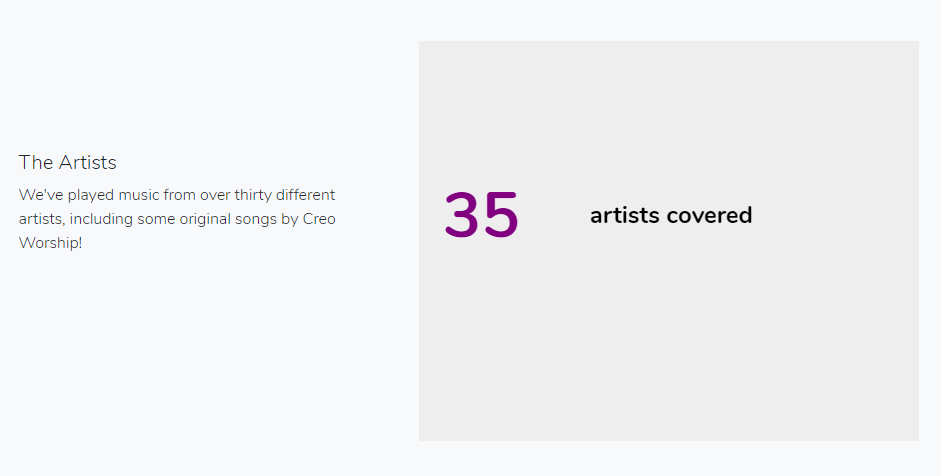 The Artists
We've played music from over thirty different
artists, including some original songs by Creo
Worship!
35
artists covered